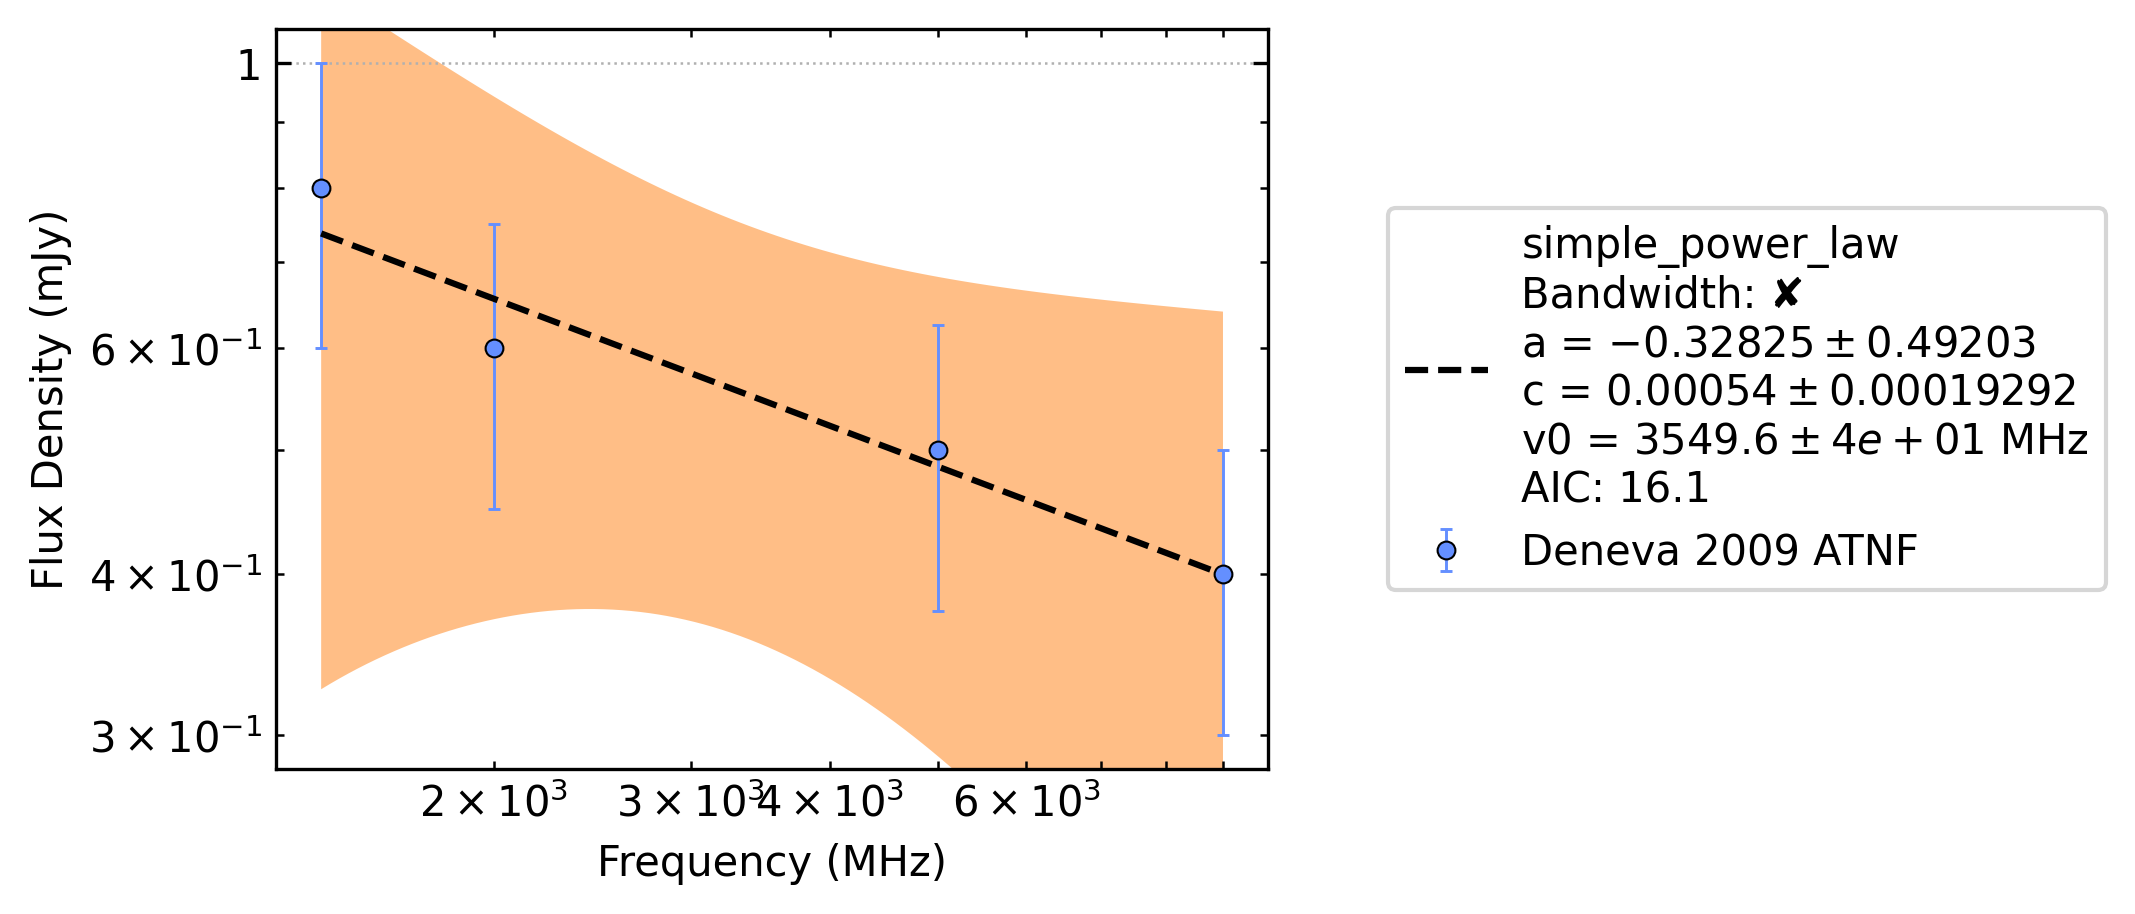 1
6 × 10⁻¹
4 × 10⁻¹
3 × 10⁻¹
Flux Density (mJy)
2 × 10³
3 × 10³
4 × 10³
6 × 10³
Frequency (MHz)
simple_power_law
Bandwidth: ✘
a = −0.32825 ± 0.49203
c = 0.00054 ± 0.00019292
v0 = 3549.6 ± 4e + 01 MHz
AIC: 16.1
Deneva 2009 ATNF